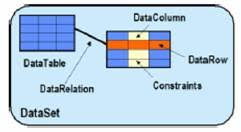 DataColumn
DataRow
DataTable
DataRelation
Constraints
DataSet